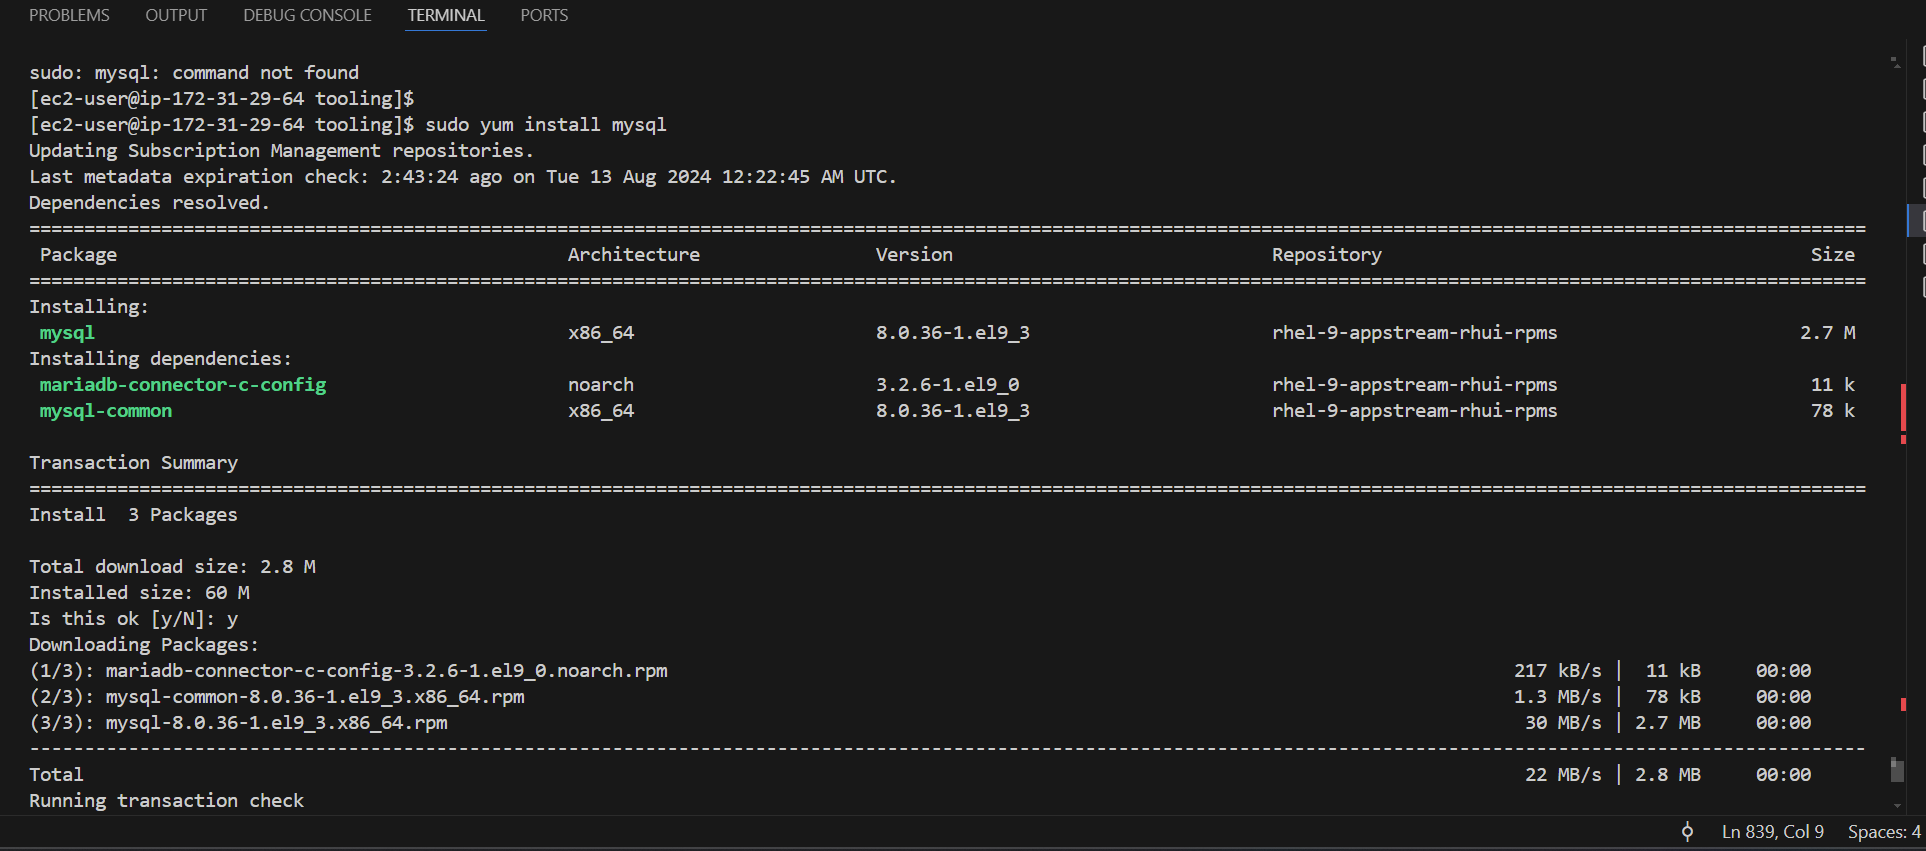 PROBLEMS OUTPUT DEBUG CONSOLE TERMINAL PORTS
sudo: mysql: command not found
[ec2-user@ip-172-31-29-64 tooling]$
[ec2-user@ip-172-31-29-64 tooling]$ sudo yum install mysql
Updating Subscription Management repositories.
Last metadata expiration check: 2:43:24 ago on Tue 13 Aug 2024 12:22:45 AM UTC.
Dependencies resolved.
Package Architecture Version Repository Size
Installing:
mysql x86_64 8.0.36-1.el9_3 rhel-9-appstream-rhui-rpms 2.7 M
Installing dependencies:
mariadb-connector-c-config noarch 3.2.6-1.el9_0 rhel-9-appstream-rhui-rpms 11 k
mysql-common x86_64 8.0.36-1.el9_3 rhel-9-appstream-rhui-rpms 78 k
Transaction Summary
Install 3 Packages
Total download size: 2.8 M
Installed size: 60 M
Is this ok [y/N]: y
Downloading Packages:
(1/3): mariadb-connector-c-config-3.2.6-1.el9_0.noarch.rpm 217 kB/s | 11 kB 00:00
(2/3): mysql-common-8.0.36-1.el9_3.x86_64.rpm 1.3 MB/s | 78 kB 00:00
(3/3): mysql-8.0.36-1.el9_3.x86_64.rpm 30 MB/s | 2.7 MB 00:00
Total 22 MB/s | 2.8 MB 00:00
Running transaction check
Ln 839, Col 9 Spaces: 4